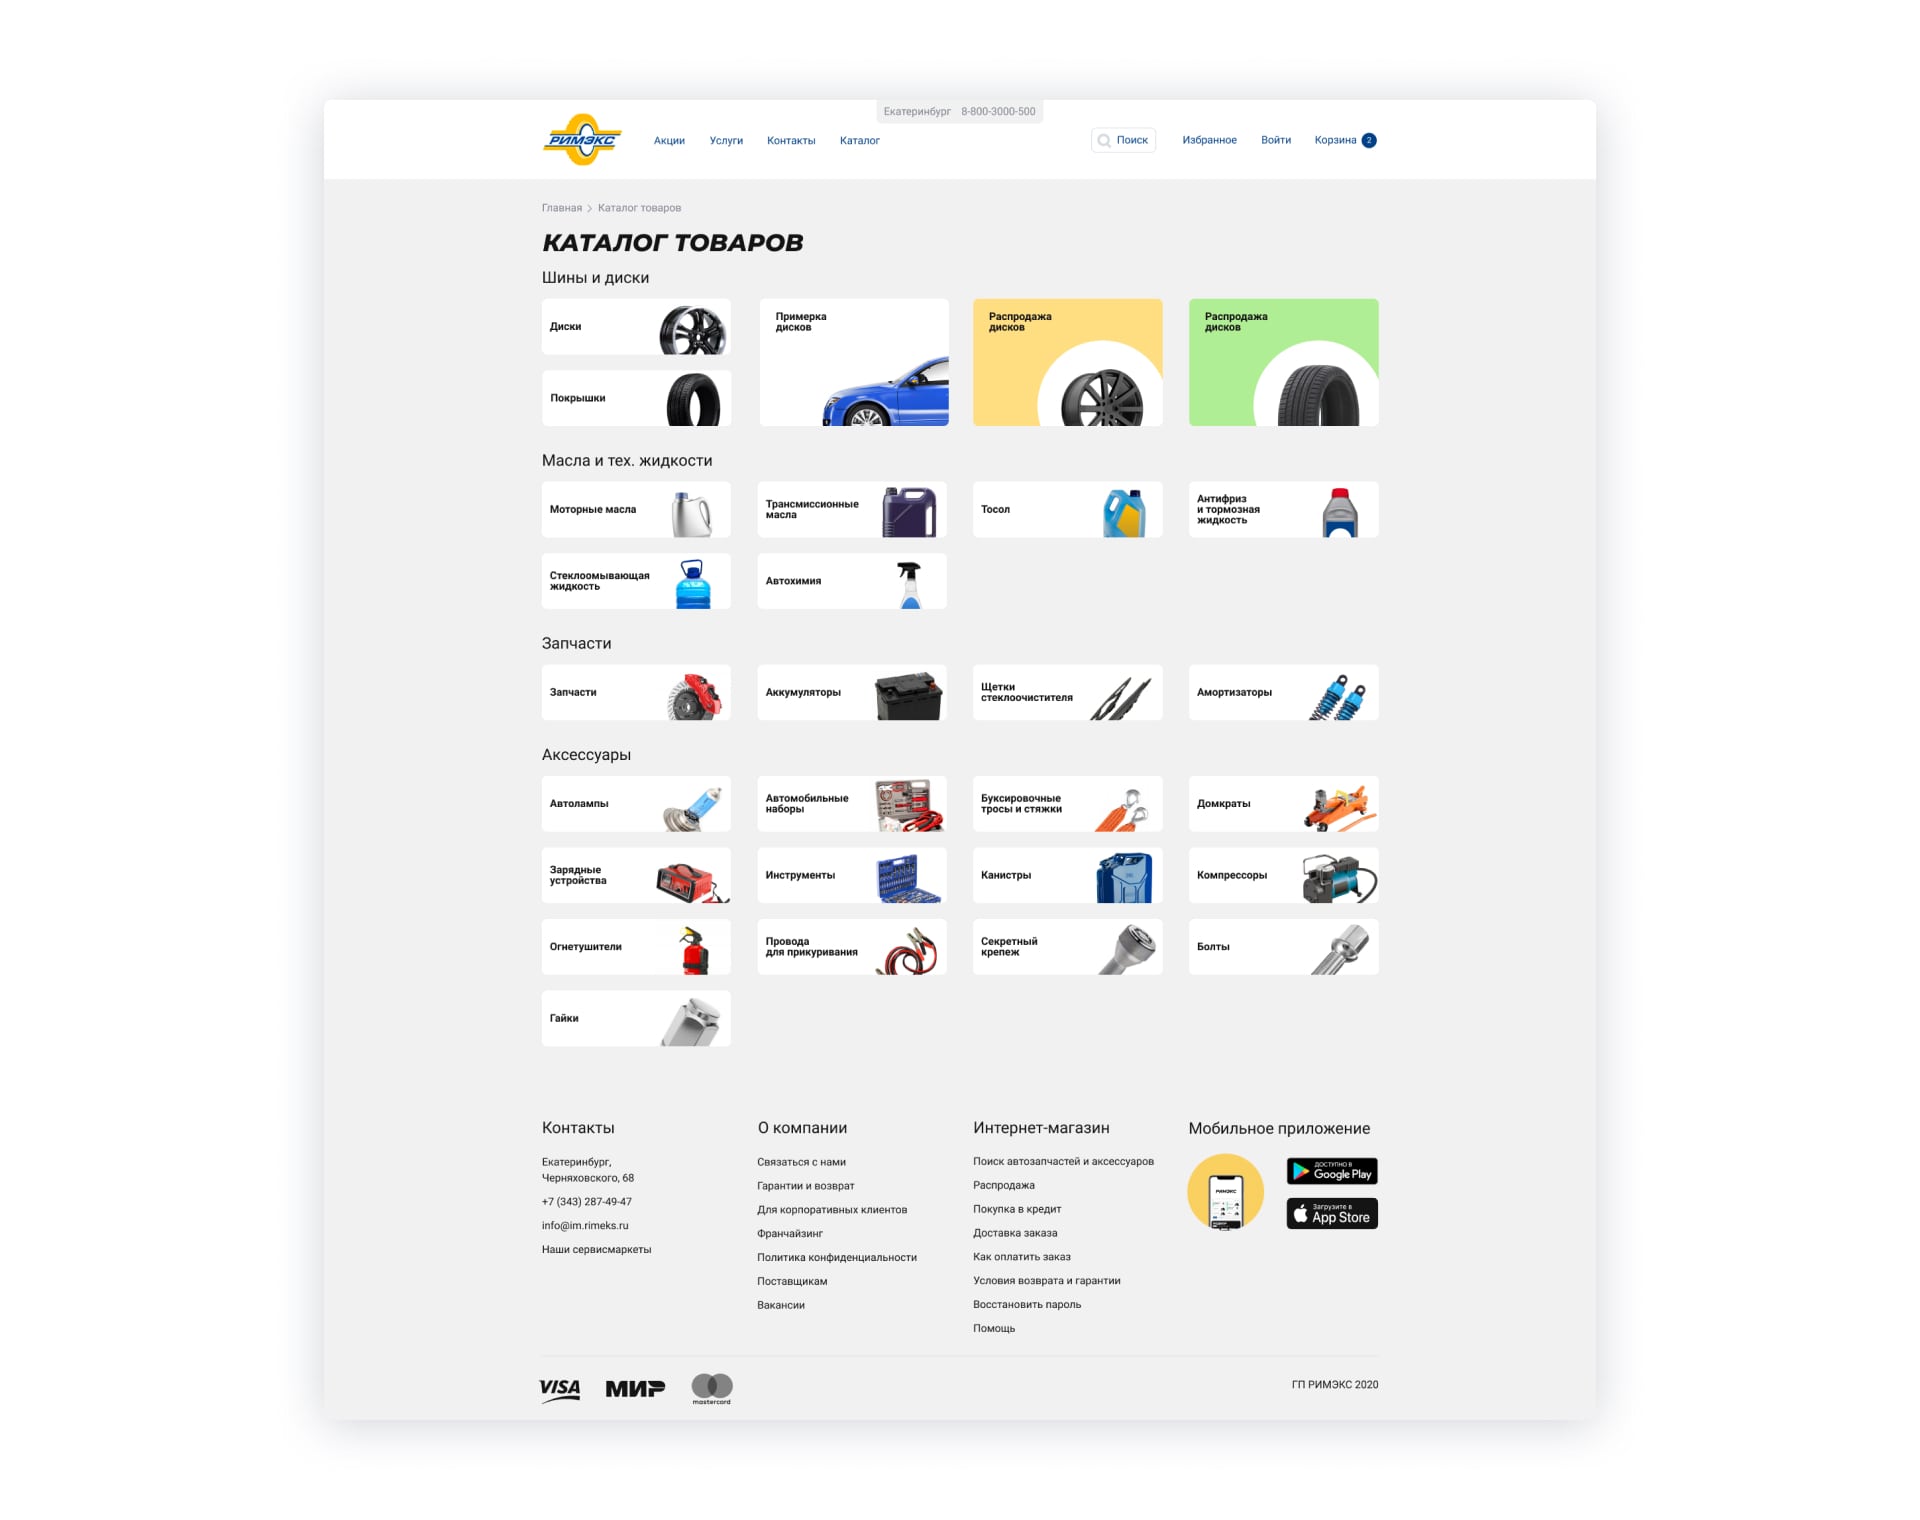 Екатеринбург 8-800-3000-500
РИМЭКС
Акции Услуги Контакты Каталог
Поиск Избранное Войти Корзина 2
Главная > Каталог товаров
КАТАЛОГ ТОВАРОВ
Шины и диски
Диски
Покрышки
Примерка
дисков
Распродажа
дисков
Распродажа
дисков
Масла и тех. жидкости
Моторные масла
Трансмиссионные
масла
Тосол
Антифриз
и тормозная
жидкость
Стеклоомывающая
жидкость
Автохимия
Запчасти
Запчасти
Аккумуляторы
Щетки
стеклоочистителя
Амортизаторы
Аксессуары
Автолампы
Автомобильные
наборы
Буксировочные
тросы и стяжки
Домкраты
Зарядные
устройства
Инструменты
Канистры
Компрессоры
Огнетушители
Провода
для прикуривания
Секретный
крепеж
Болты
Гайки
Контакты
Екатеринбург,
Черняховского, 68
+7 (343) 287-49-47
info@im.rimeks.ru
Наши сервисмаркеты
О компании
Связаться с нами
Гарантии и возврат
Для корпоративных клиентов
Франчайзинг
Политика конфиденциальности
Поставщикам
Вакансии
Интернет-магазин
Поиск автозапчастей и аксессуаров
Распродажа
Покупка в кредит
Доставка заказа
Как оплатить заказ
Условия возврата и гарантии
Восстановить пароль
Помощь
Мобильное приложение
РИМЭКС
ДОСТУПНО В
Google Play
Загрузите в
App Store
VISA
МИР
mastercard
ГП РИМЭКС 2020